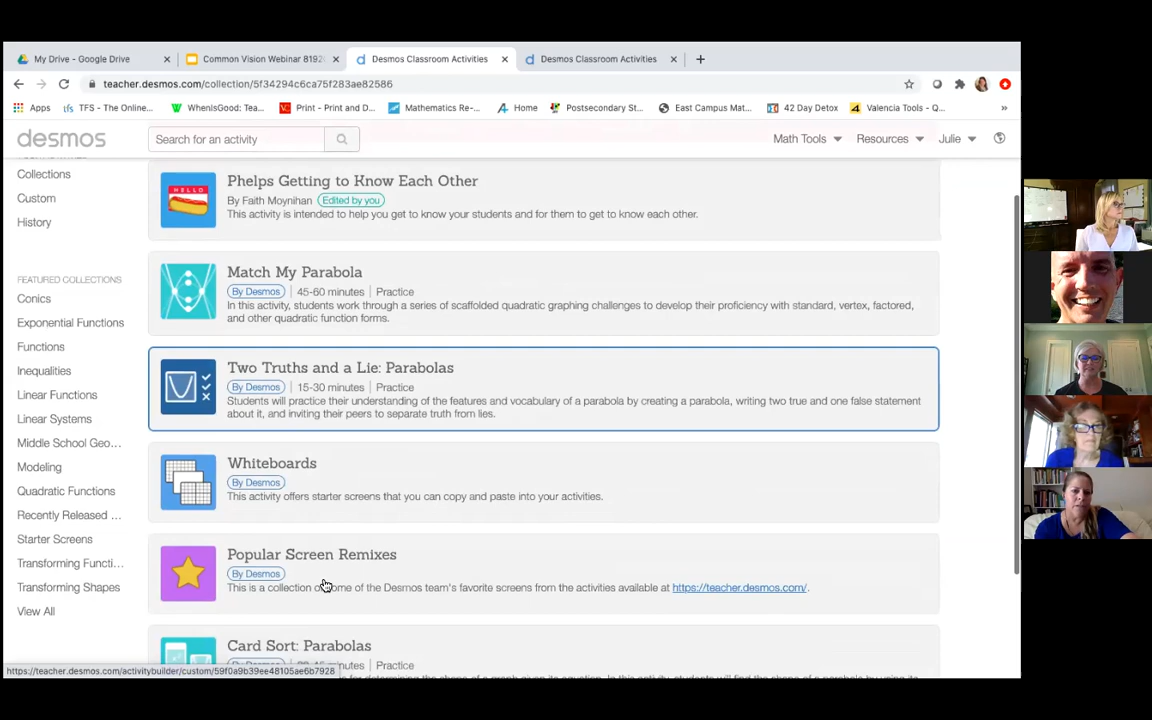 My Drive - Google Drive
Common Vision Webinar 8192
Desmos Classroom Activities
Desmos Classroom Activities
teacher.desmos.com/collection/5f34294c6ca75f283ae82586
Apps
TFS - The Online...
WhenIsGood: Tea...
Print - Print and D...
Mathematics Re-...
Home
Postsecondary St...
East Campus Mat...
42 Day Detox
Valencia Tools - Q...
desmos
Search for an activity
Math Tools
Resources
Julie
Collections
Custom
History
FEATURED COLLECTIONS
Conics
Exponential Functions
Functions
Inequalities
Linear Functions
Linear Systems
Middle School Geo...
Modeling
Quadratic Functions
Recently Released ...
Starter Screens
Transforming Functi...
Transforming Shapes
View All
HELLO
Phelps Getting to Know Each Other
By Faith Moynihan Edited by you
This activity is intended to help you get to know your students and for them to get to know each other.
Match My Parabola
By Desmos | 45-60 minutes | Practice
In this activity, students work through a series of scaffolded quadratic graphing challenges to develop their proficiency with standard, vertex, factored,
and other quadratic function forms.
Two Truths and a Lie: Parabolas
By Desmos | 15-30 minutes | Practice
Students will practice their understanding of the features and vocabulary of a parabola by creating a parabola, writing two true and one false statement
about it, and inviting their peers to separate truth from lies.
Whiteboards
By Desmos
This activity offers starter screens that you can copy and paste into your activities.
Popular Screen Remixes
By Desmos
This is a collection of some of the Desmos team's favorite screens from the activities available at https://teacher.desmos.com/.
Card Sort: Parabolas
minutes | Practice
https://teacher.desmos.com/activitybuilder/custom/59f0a9b39ee48105ae6b7928